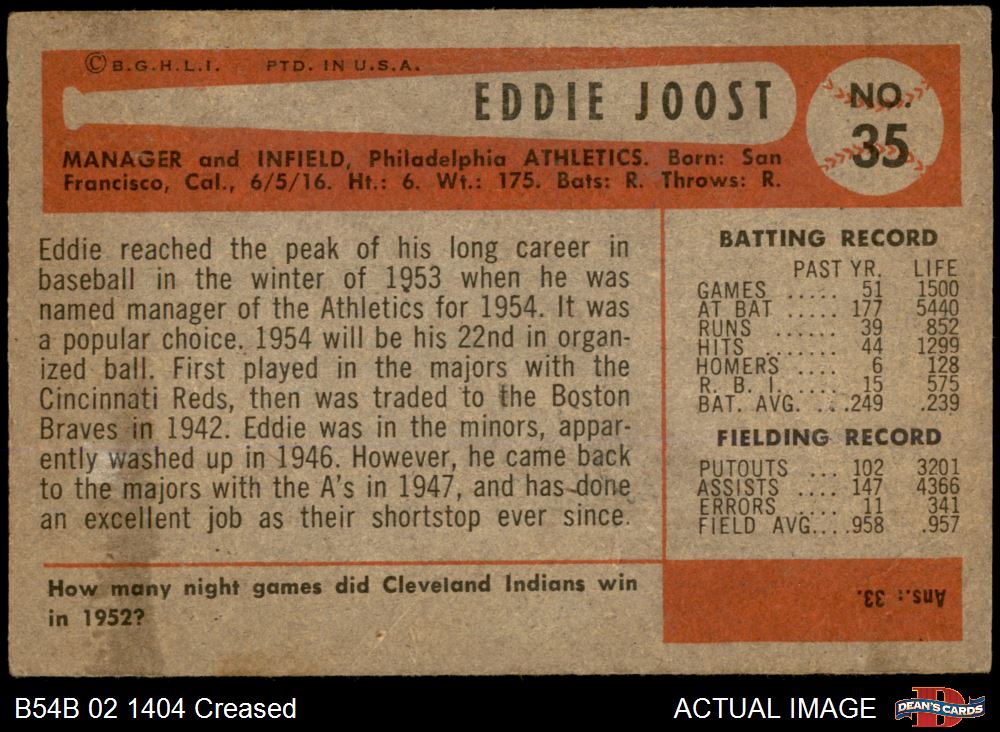 © B.G.H.L.I. PTD. IN U.S.A.
EDDIE JOOST
NO.
35
MANAGER and INFIELD, Philadelphia ATHLETICS. Born: San
Francisco, Cal., 6/5/16. Ht.: 6. Wt.: 175. Bats: R. Throws: R.
Eddie reached the peak of his long career in
baseball in the winter of 1953 when he was
named manager of the Athletics for 1954. It was
a popular choice. 1954 will be his 22nd in organ-
ized ball. First played in the majors with the
Cincinnati Reds, then was traded to the Boston
Braves in 1942. Eddie was in the minors, appar-
ently washed up in 1946. However, he came back
to the majors with the A's in 1947, and has done
an excellent job as their shortstop ever since.
How many night games did Cleveland Indians win
in 1952?
BATTING RECORD
PAST YR. LIFE
GAMES ..... 51 1500
AT BAT ..... 177 5440
RUNS ...... 39 852
HITS ....... 44 1299
HOMERS .... 6 128
R. B. I. ..... 15 575
BAT. AVG. ...249 .239
FIELDING RECORD
PUTOUTS ... 102 3201
ASSISTS .... 147 4366
ERRORS .... 11 341
FIELD AVG....958 .957
Ans.: 33.
B54B 02 1404 Creased
ACTUAL IMAGE
D
DEAN'S CARDS